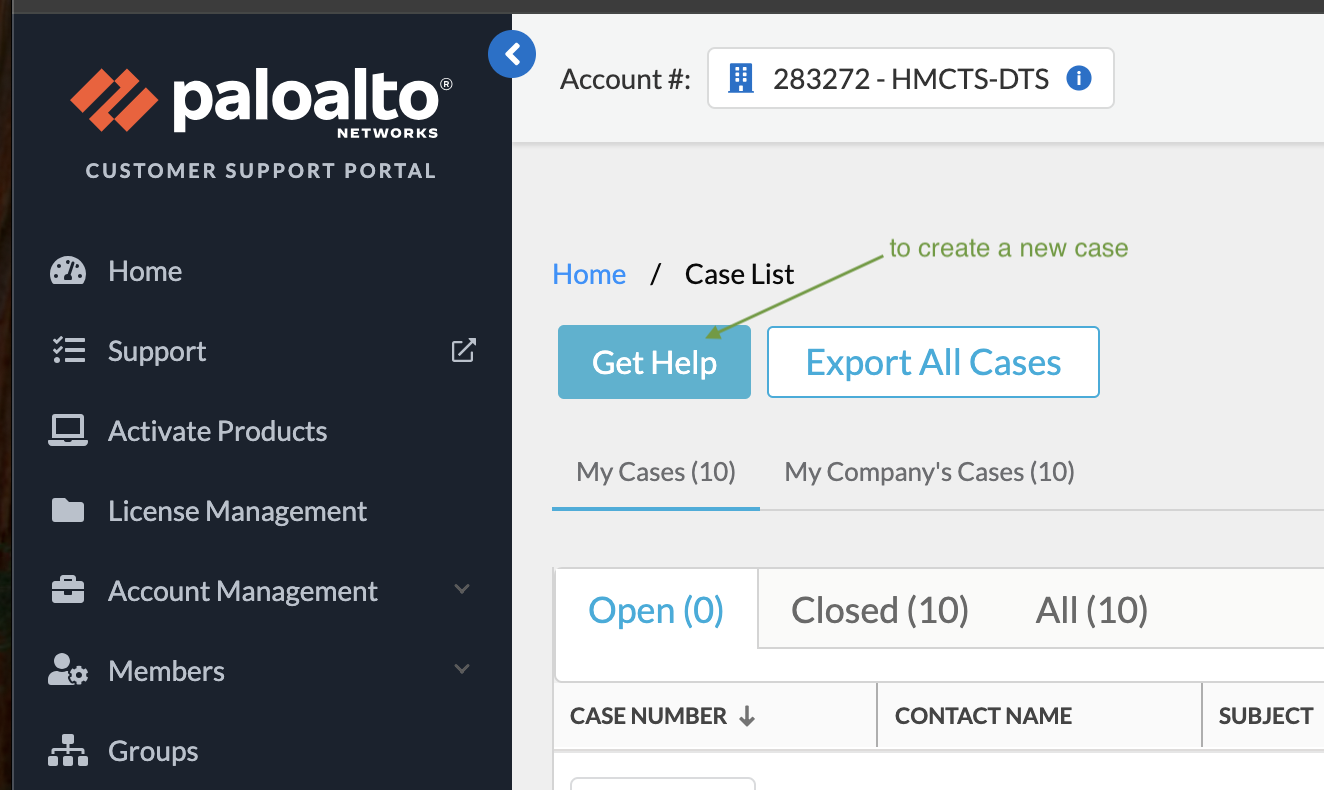 paloalto®
NETWORKS
CUSTOMER SUPPORT PORTAL
Home
Support
Activate Products
License Management
Account Management
Members
Groups
Account #: 283272 - HMCTS-DTS
to create a new case
Home / Case List
Get Help Export All Cases
My Cases (10) My Company's Cases (10)
Open (0) Closed (10) All (10)
CASE NUMBER CONTACT NAME SUBJECT